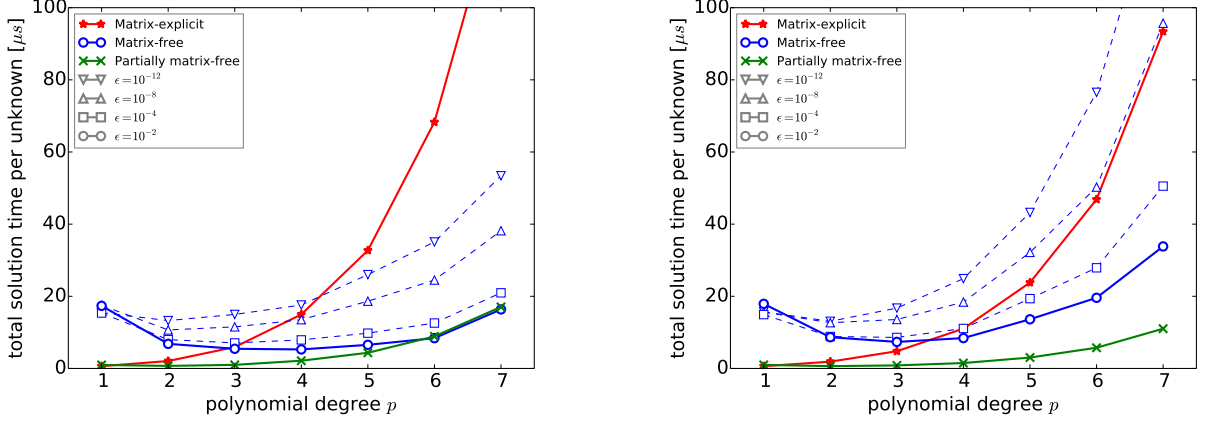 100
80
60
40
20
0
total solution time per unknown [μs]
Matrix-explicit
Matrix-free
Partially matrix-free
ϵ=10⁻¹²
ϵ=10⁻⁸
ϵ=10⁻⁴
ϵ=10⁻²
1 2 3 4 5 6 7
polynomial degree p
100
80
60
40
20
0
total solution time per unknown [μs]
Matrix-explicit
Matrix-free
Partially matrix-free
ϵ=10⁻¹²
ϵ=10⁻⁸
ϵ=10⁻⁴
ϵ=10⁻²
1 2 3 4 5 6 7
polynomial degree p